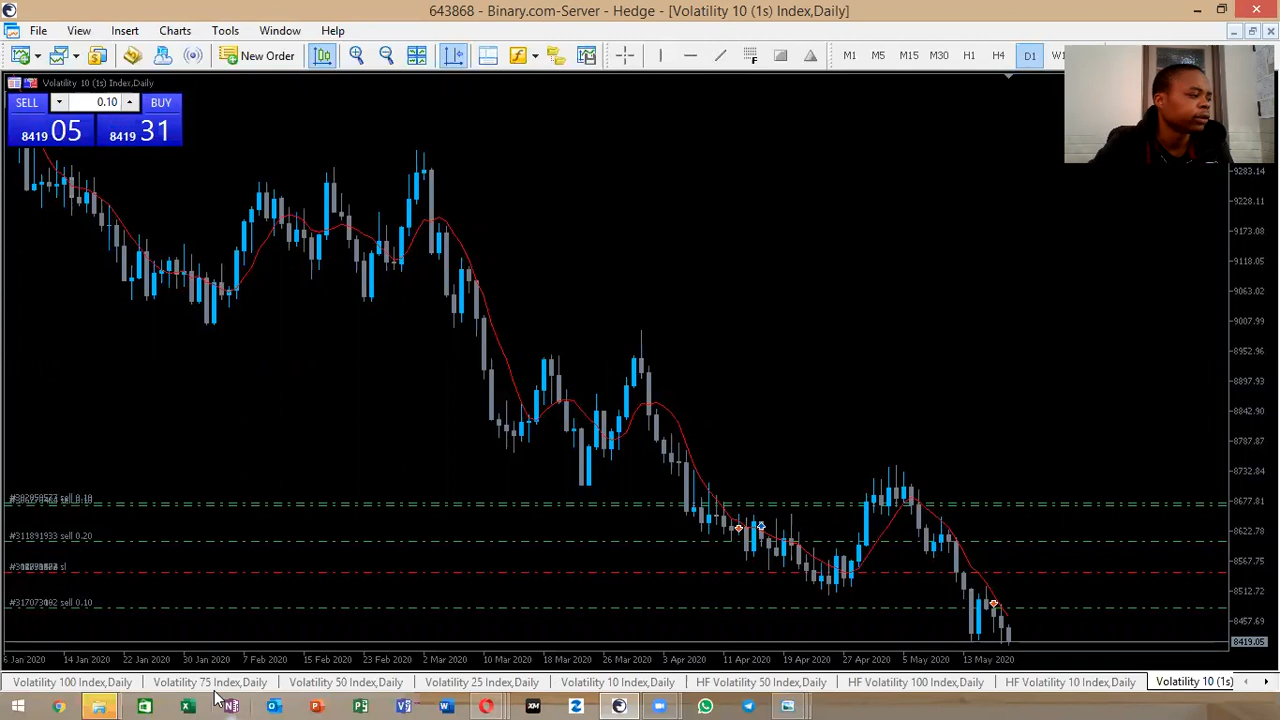 643868 - Binary.com-Server - Hedge - [Volatility 10 (1s) Index,Daily]
File View Insert Charts Tools Window Help
New Order M1 M5 M15 M30 H1 H4 D1
Volatility 10 (1s) Index,Daily
SELL 0.10 BUY
8419 05 8419 31
9283.14
9228.11
9173.08
9118.05
9063.02
9007.99
8952.96
8897.93
8842.90
8787.87
8732.84
8677.81
#311891933 sell 0.20
8622.78
8567.75
8512.72
sell 0.10
8457.69
8419.05
6 Jan 2020 14 Jan 2020 22 Jan 2020 30 Jan 2020 7 Feb 2020 15 Feb 2020 23 Feb 2020 2 Mar 2020 10 Mar 2020 18 Mar 2020 26 Mar 2020 3 Apr 2020 11 Apr 2020 19 Apr 2020 27 Apr 2020 5 May 2020 13 May 2020
Volatility 100 Index,Daily Volatility 75 Index,Daily Volatility 50 Index,Daily Volatility 25 Index,Daily Volatility 10 Index,Daily HF Volatility 50 Index,Daily HF Volatility 100 Index,Daily HF Volatility 10 Index,Daily Volatility 10 (1s)